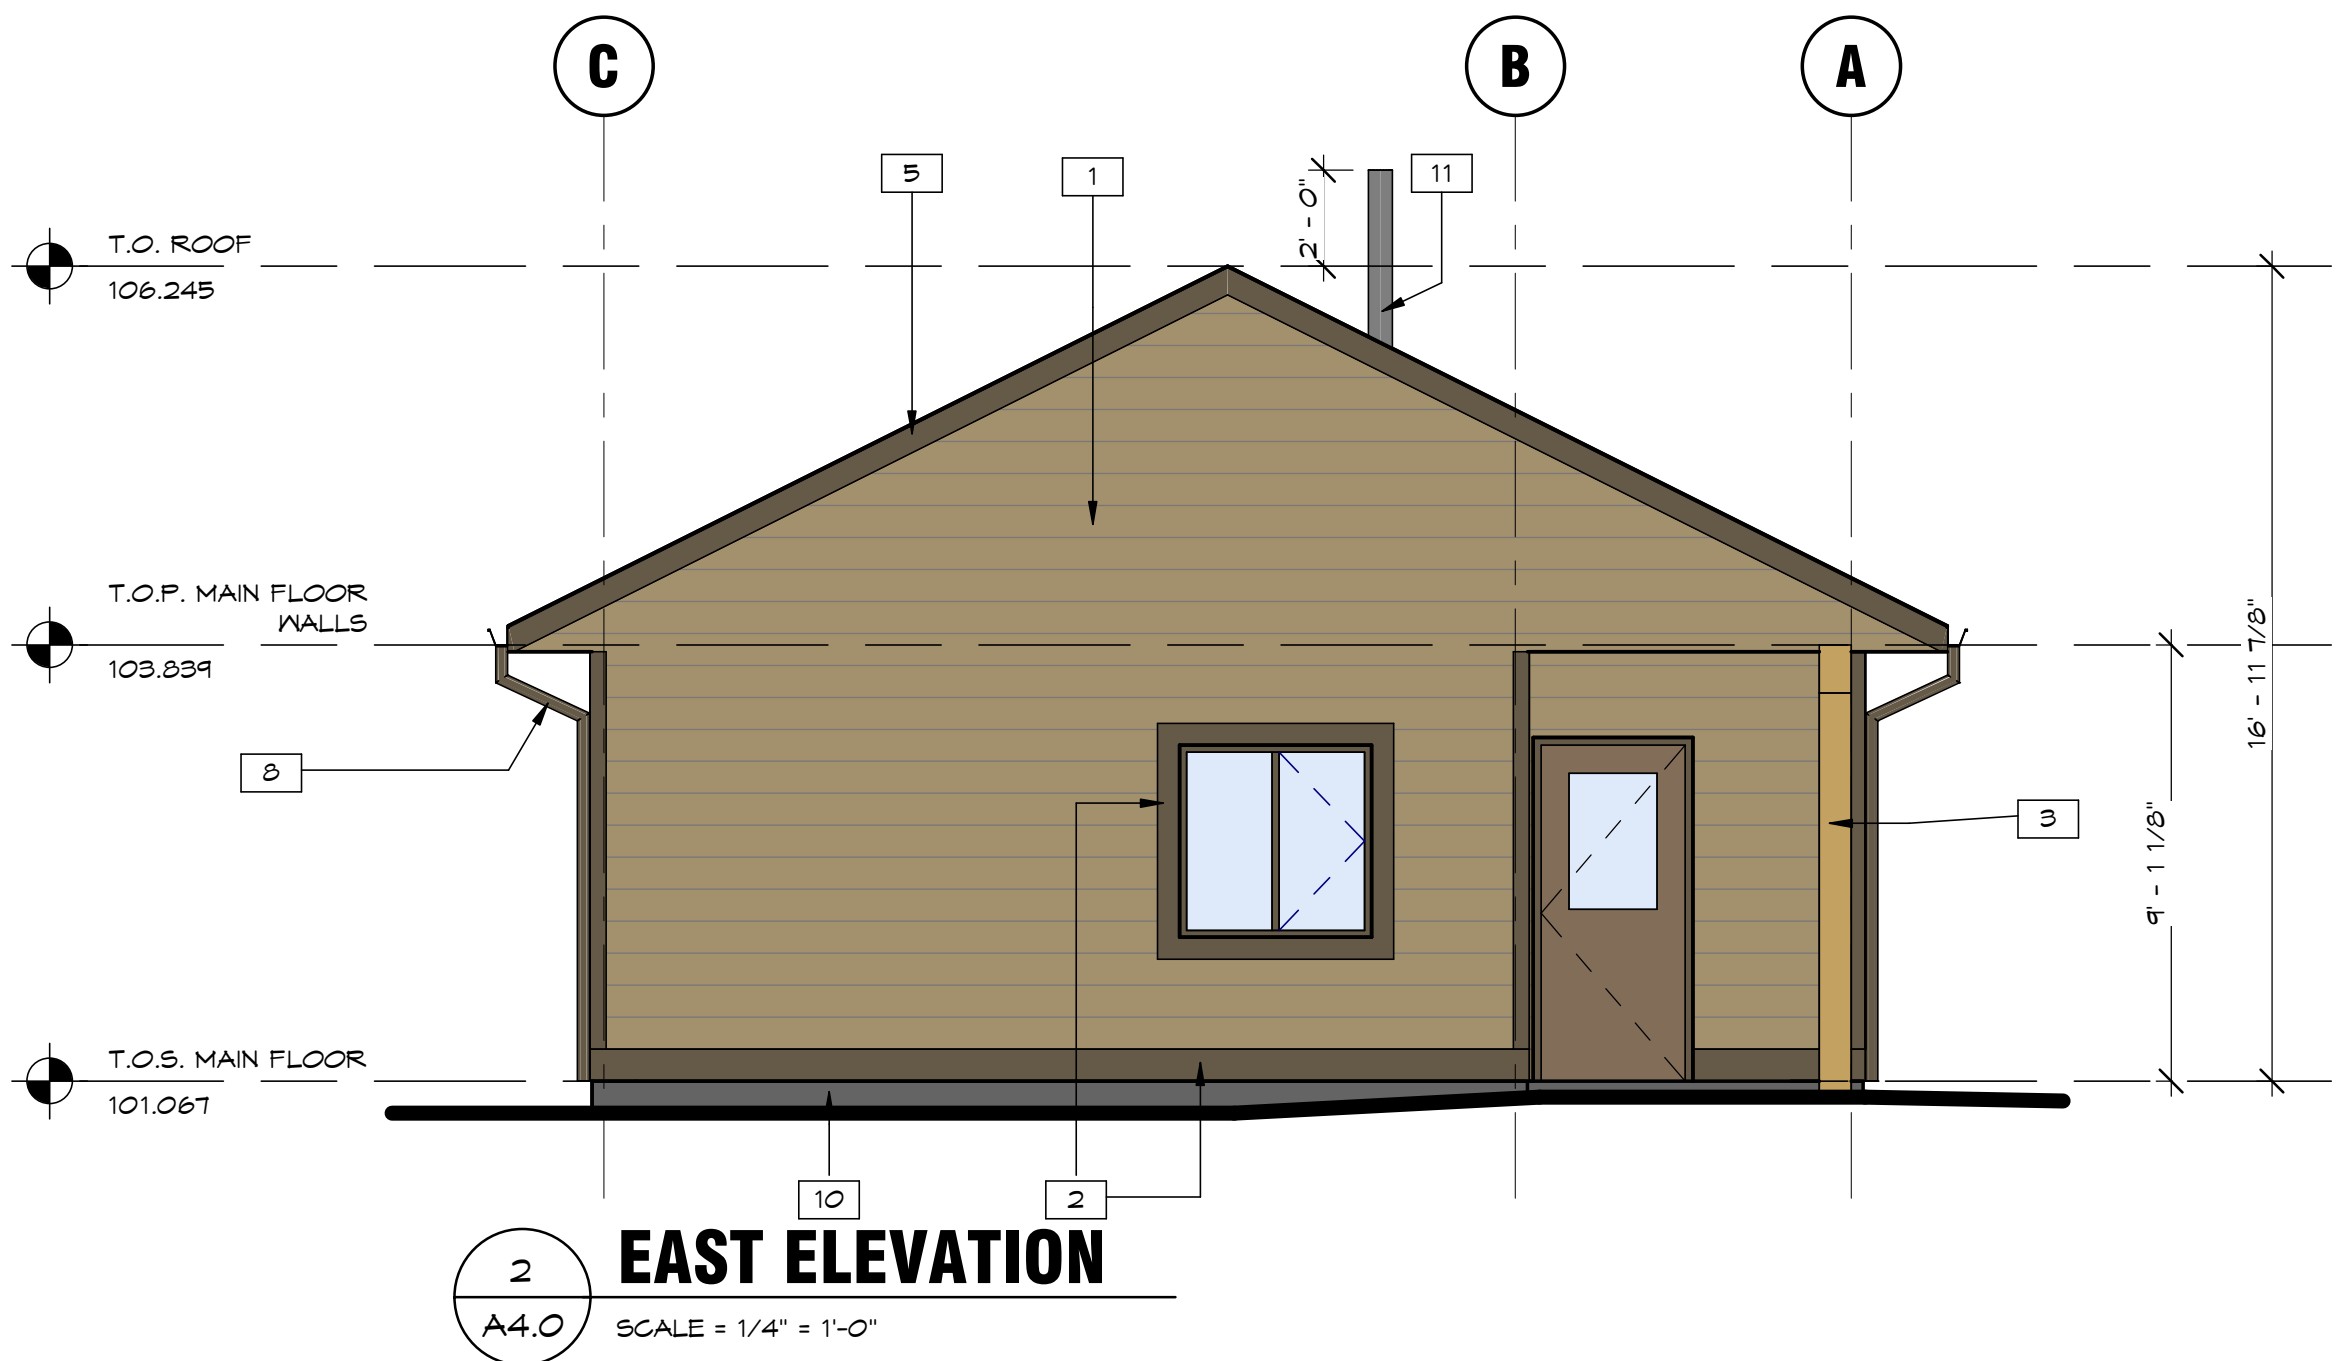 C
B
A
5
1
11
2' - 0"
T.O. ROOF
106.245
T.O.P. MAIN FLOOR
WALLS
103.839
8
3
9' - 1 1/8"
16' - 11 7/8"
T.O.S. MAIN FLOOR
101.067
10
2
2
A4.0
EAST ELEVATION
SCALE = 1/4" = 1'-0"